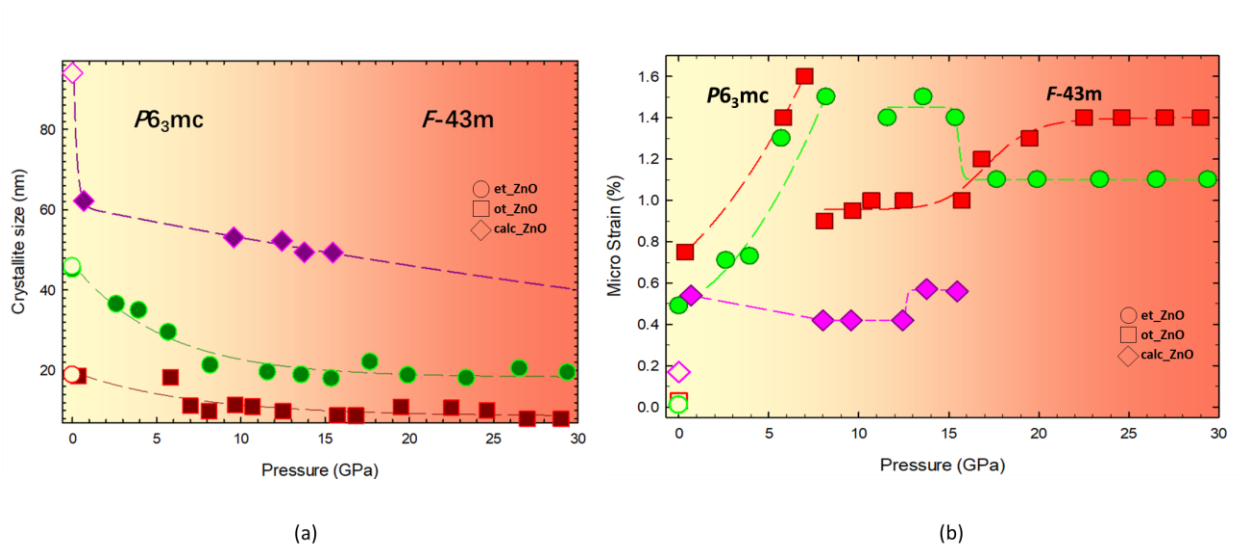 P6₃mc
F-43m
et_ZnO
ot_ZnO
calc_ZnO
Crystallite size (nm)
80
60
40
20
0
5
10
15
20
25
30
Pressure (GPa)
(a)
P6₃mc
F-43m
et_ZnO
ot_ZnO
calc_ZnO
Micro Strain (%)
1.6
1.4
1.2
1.0
0.8
0.6
0.4
0.2
0.0
0
5
10
15
20
25
30
Pressure (GPa)
(b)